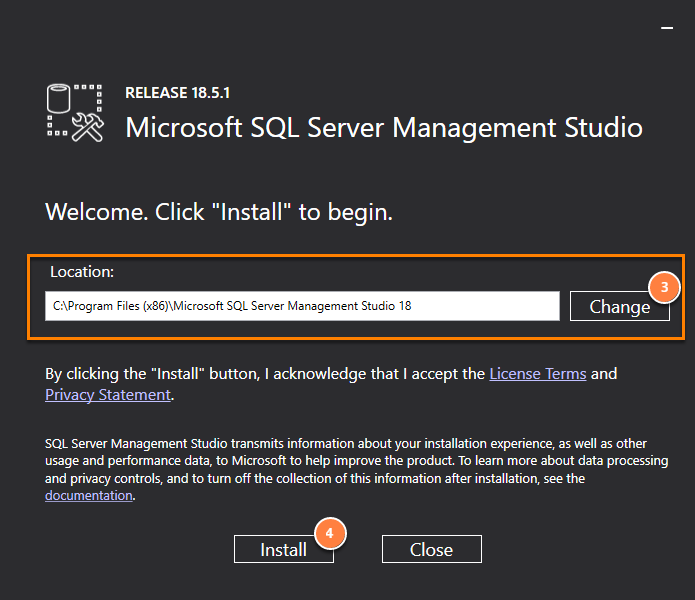 RELEASE 18.5.1
Microsoft SQL Server Management Studio
Welcome. Click "Install" to begin.
Location:
C:\Program Files (x86)\Microsoft SQL Server Management Studio 18
Change
3
By clicking the "Install" button, I acknowledge that I accept the License Terms and
Privacy Statement.
SQL Server Management Studio transmits information about your installation experience, as well as other
usage and performance data, to Microsoft to help improve the product. To learn more about data processing
and privacy controls, and to turn off the collection of this information after installation, see the
documentation.
Install
4
Close